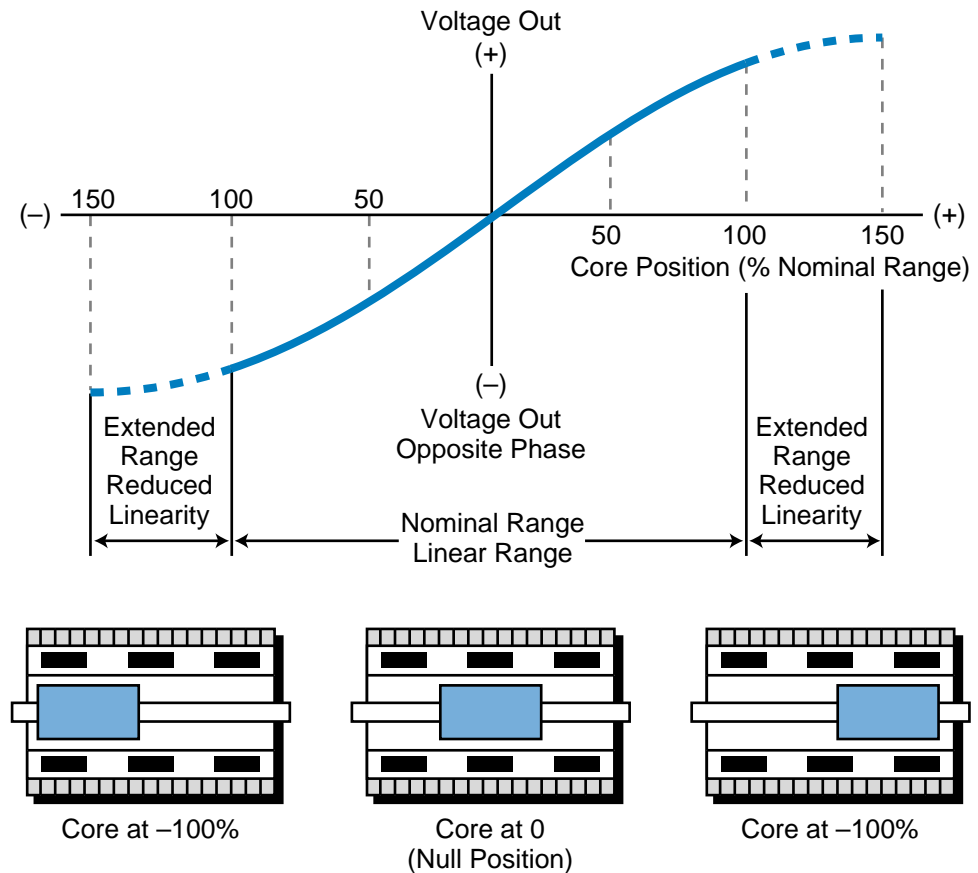 Voltage Out
(+)
150 100 50
(–) (+)
50 100 150
Core Position (% Nominal Range)
(–)
Voltage Out
Opposite Phase
Extended
Range
Reduced
Linearity
Nominal Range
Linear Range
Extended
Range
Reduced
Linearity
Core at –100%
Core at 0
(Null Position)
Core at –100%